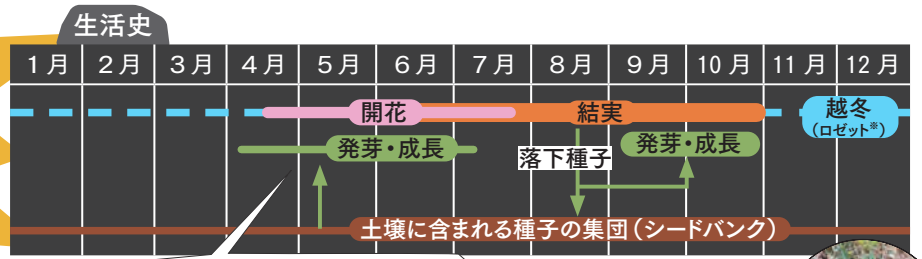 生活史
1月 2月 3月 4月 5月 6月 7月 8月 9月 10月 11月 12月
開花 結実 越冬
(ロゼット※)
発芽・成長 落下種子 発芽・成長
土壌に含まれる種子の集団(シードバンク)